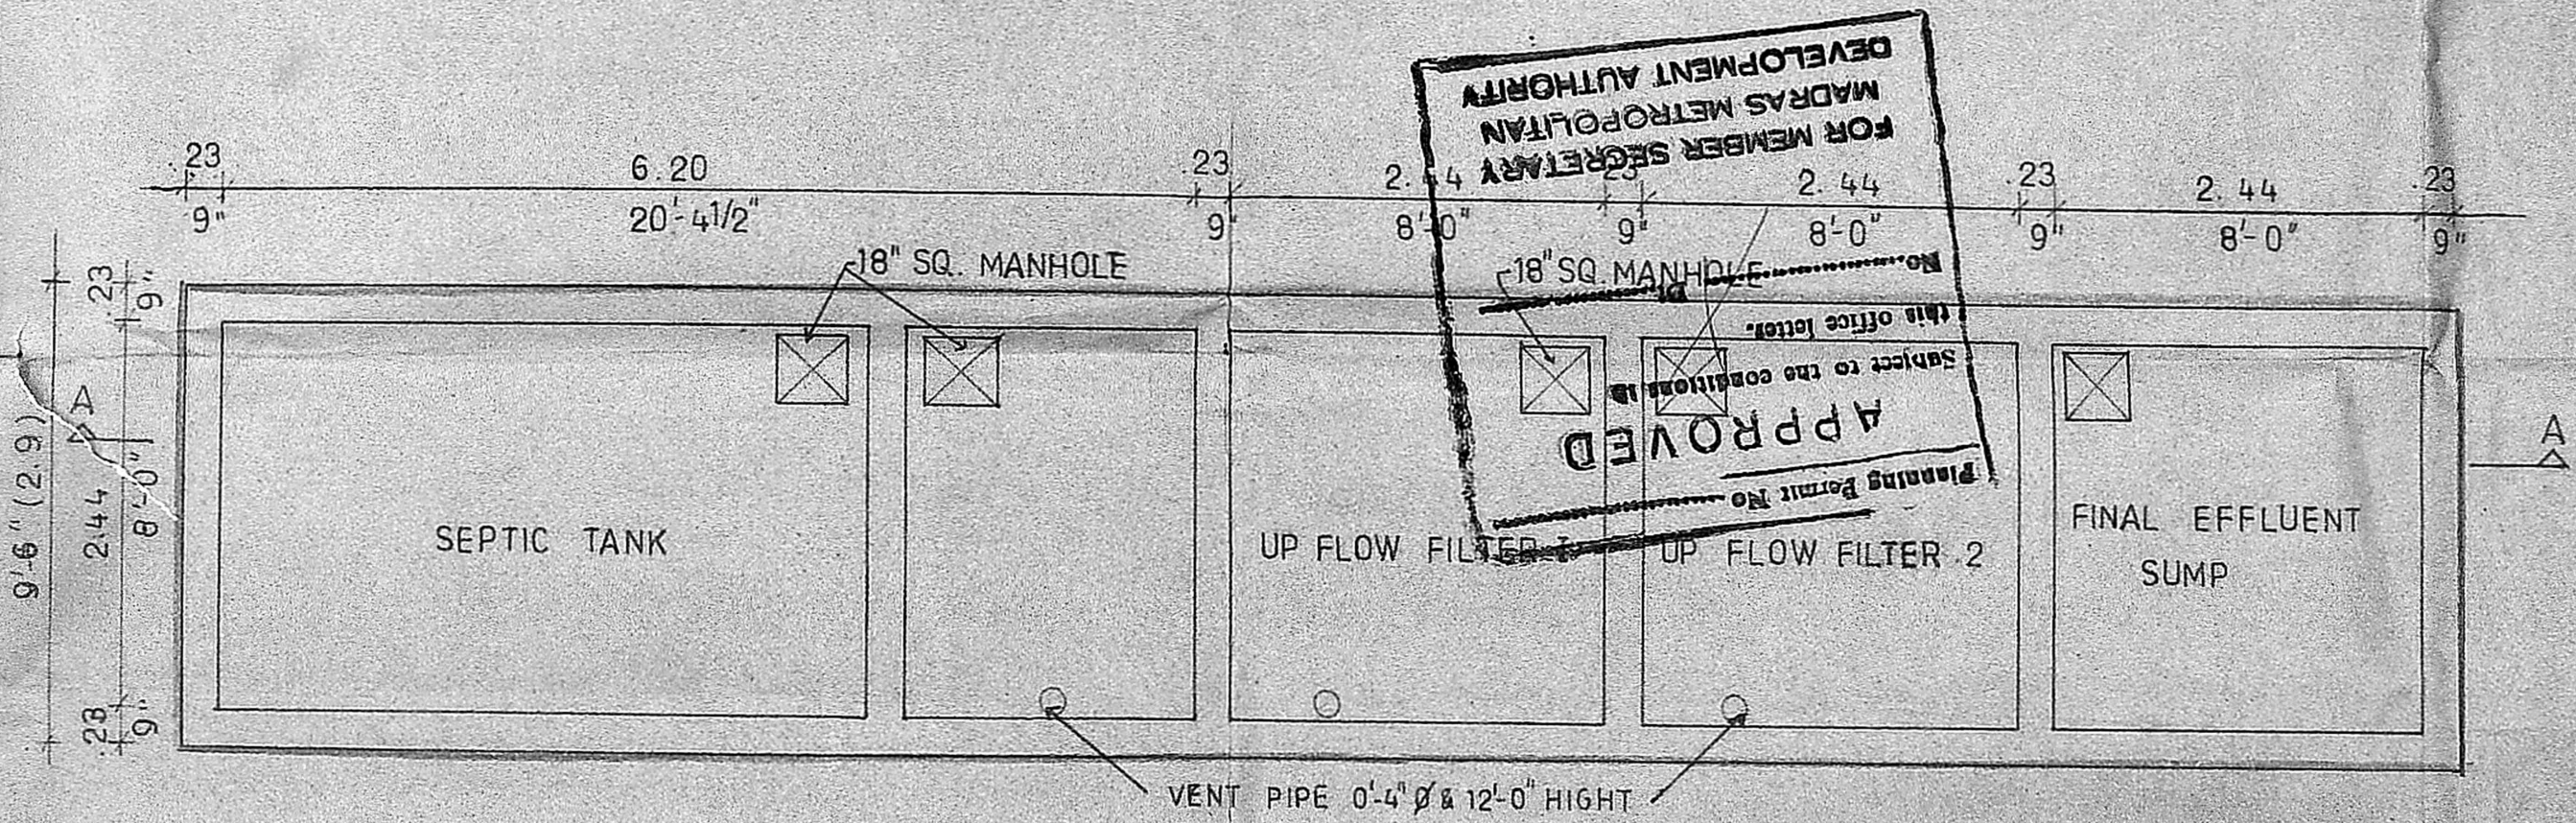 .23 6.20 .23 2.44 2.44 .23 2.44 .23
9" 20'-41/2" 9" 8'-0" 9" 8'-0" 9" 8'-0" 9"
18" SQ. MANHOLE
18" SQ. MANHOLE
.23 9"
9'-6" (2.9)
2.44 8'-0"
.23 9"
A
A
SEPTIC TANK
UP FLOW FILTER 1
UP FLOW FILTER 2
FINAL EFFLUENT
SUMP
VENT PIPE 0'-4" Ø & 12'-0" HIGHT
Planning Permit No
APPROVED
Subject to the conditions in
this office letter.
No.
FOR MEMBER SECRETARY
MADRAS METROPOLITAN
DEVELOPMENT AUTHORITY